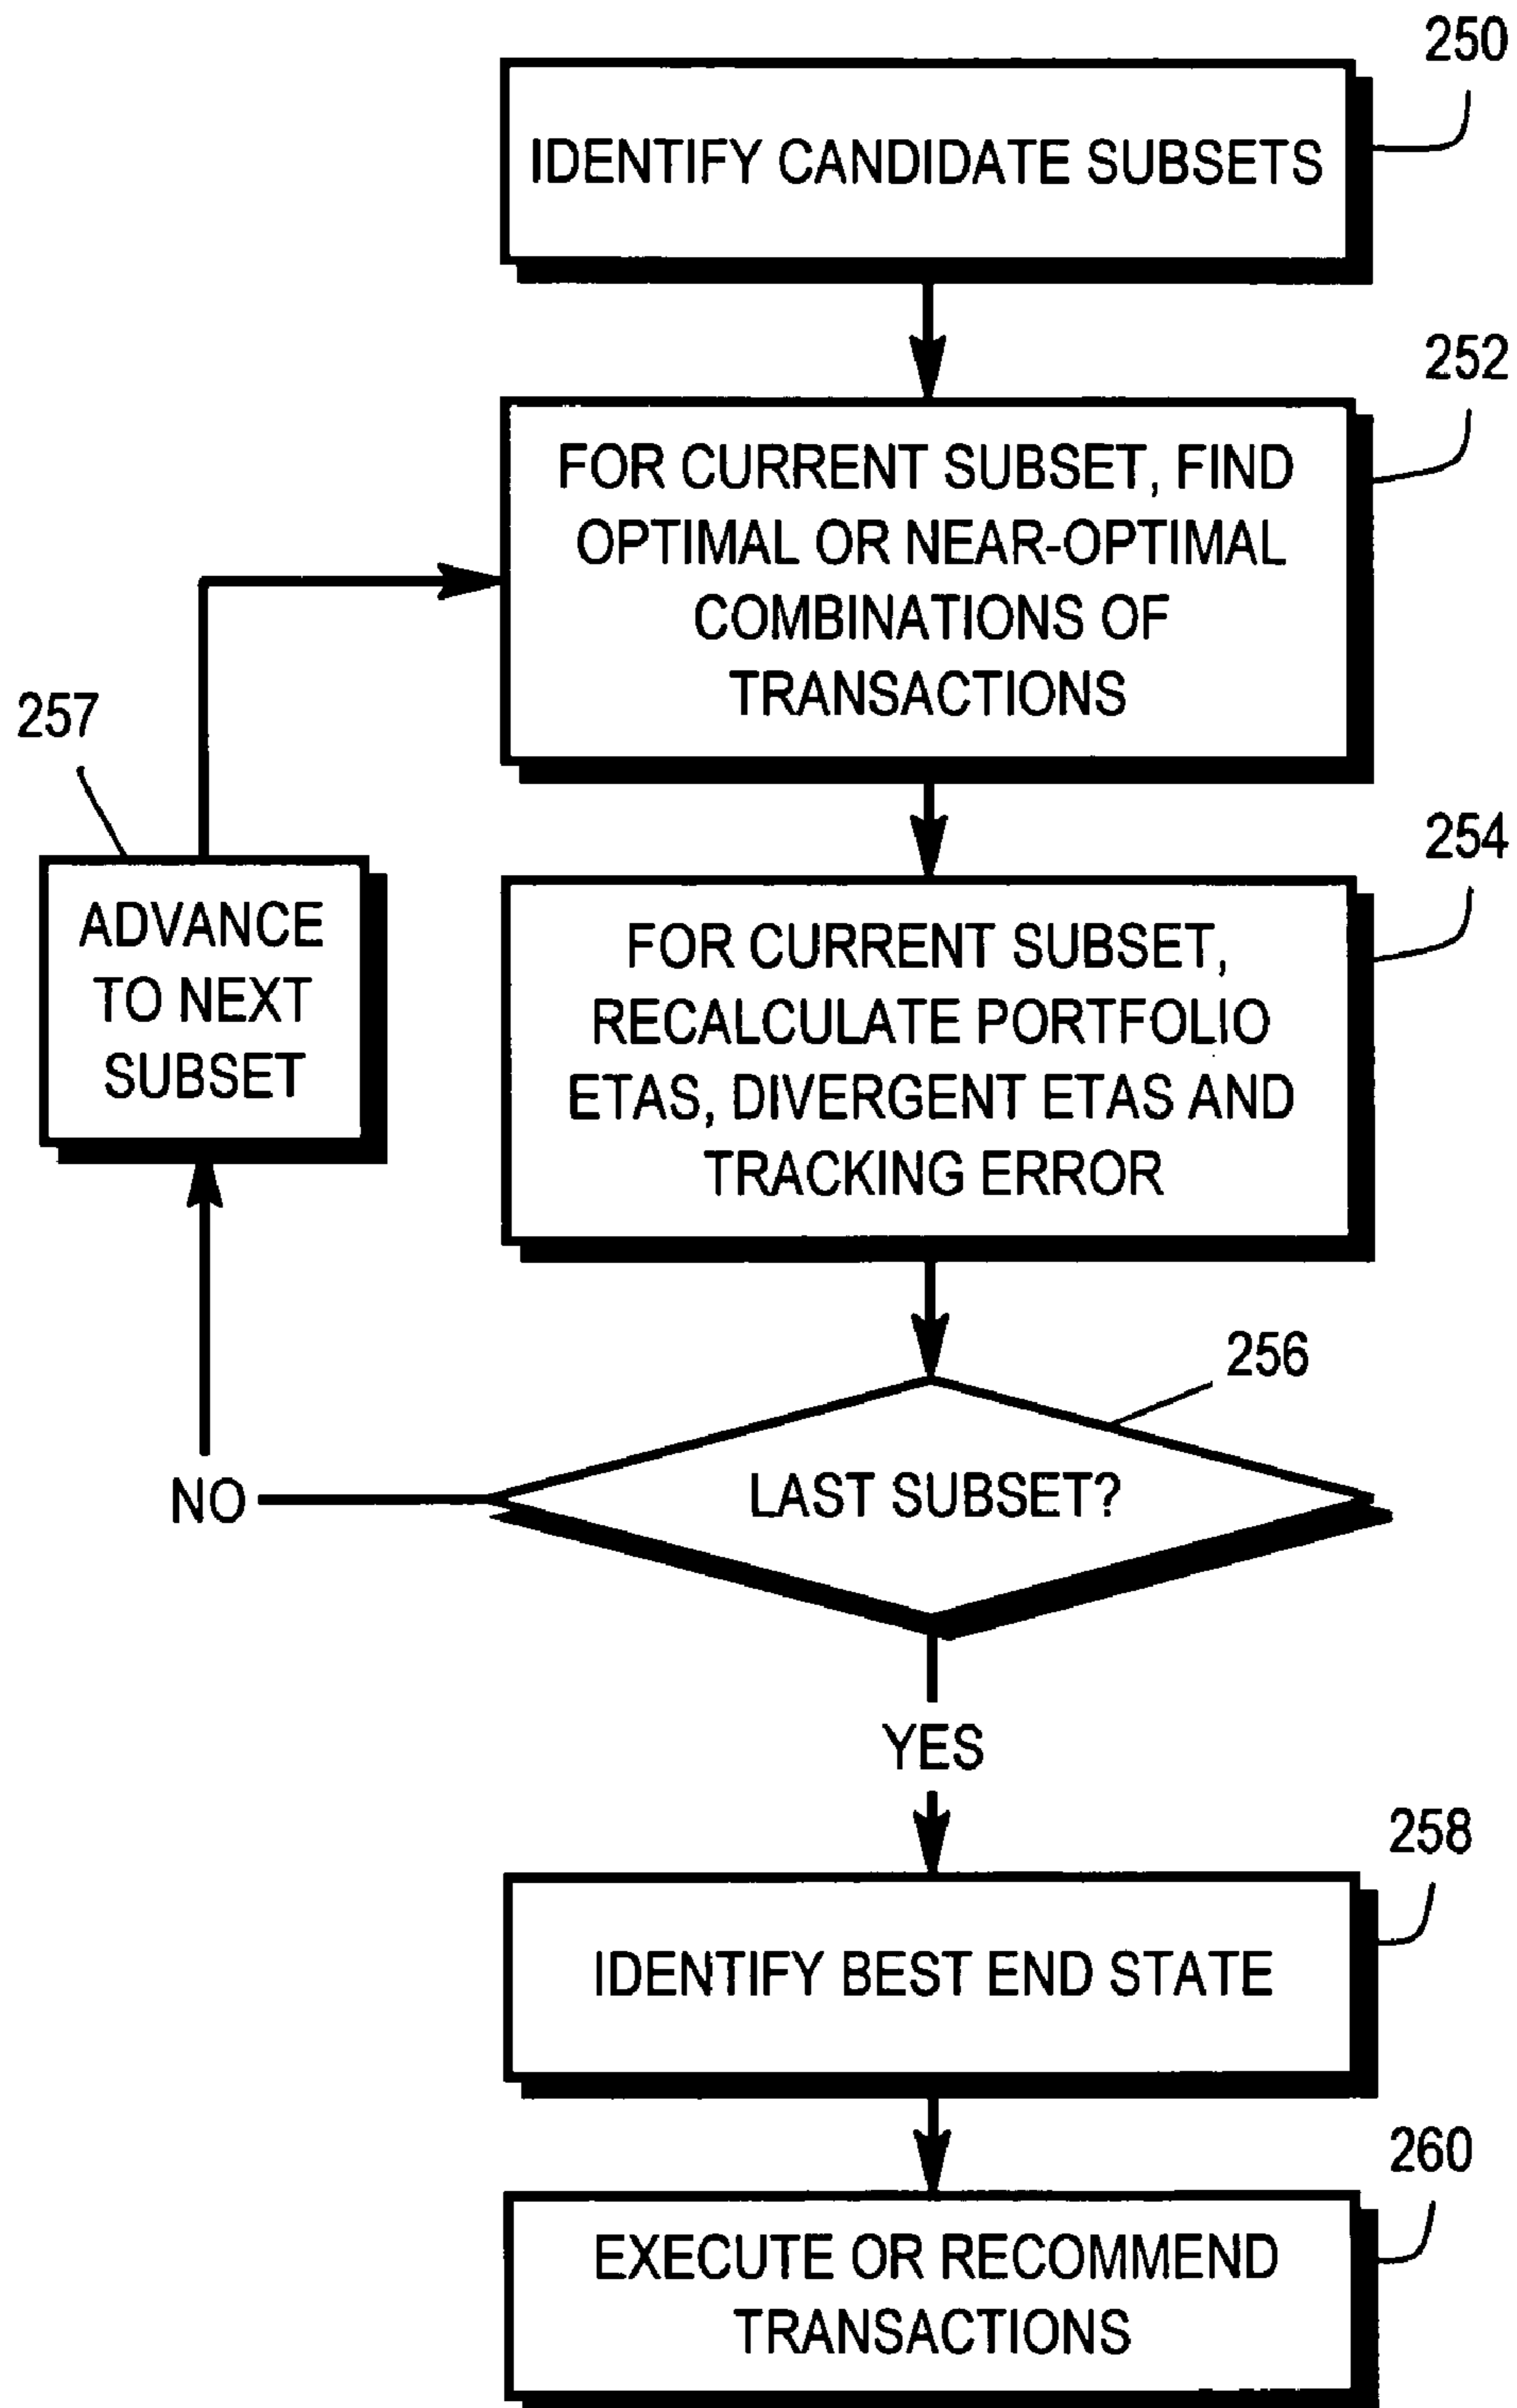 250
IDENTIFY CANDIDATE SUBSETS
252
FOR CURRENT SUBSET, FIND
OPTIMAL OR NEAR-OPTIMAL
COMBINATIONS OF
TRANSACTIONS
257
ADVANCE
TO NEXT
SUBSET
254
FOR CURRENT SUBSET,
RECALCULATE PORTFOLIO
ETAS, DIVERGENT ETAS AND
TRACKING ERROR
256
LAST SUBSET?
NO
YES
258
IDENTIFY BEST END STATE
260
EXECUTE OR RECOMMEND
TRANSACTIONS